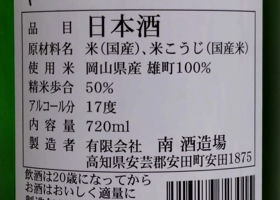 品目 日本酒
原材料名 米(国産)、米こうじ(国産米)
使用米 岡山県産 雄町100%
精米歩合 50%
アルコール分 17度
内容量 720ml
製造者 有限会社 南 酒造場
高知県安芸郡安田町安田1875
飲酒は20歳になってから
お酒はおいしく適量に